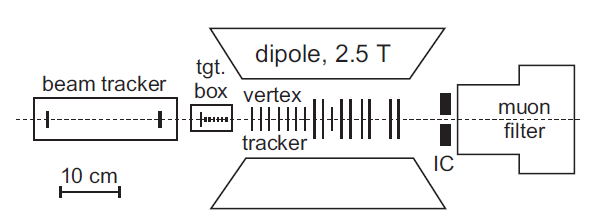 dipole, 2.5 T
tgt.
box
beam tracker
vertex
tracker
muon
filter
IC
10 cm